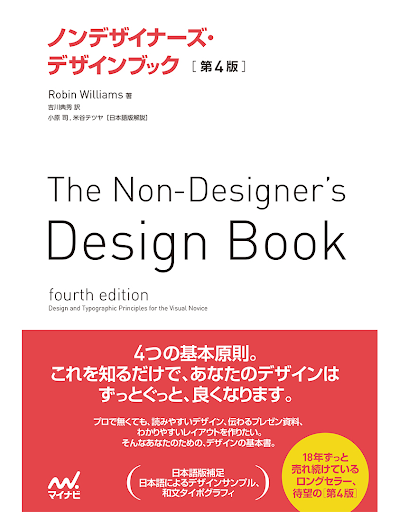 ノンデザイナーズ・
デザインブック [第4版]
Robin Williams 著
吉川典秀 訳
小原 司、米谷テツヤ 【日本語版解説】
The Non-Designer's
Design Book
fourth edition
Design and Typographic Principles for the Visual Novice
4つの基本原則。
これを知るだけで、あなたのデザインは
ずっとぐっと、良くなります。
プロで無くても、読みやすいデザイン、伝わるプレゼン資料、
わかりやすいレイアウトを作りたい。
そんなあなたのための、デザインの基本書。
日本語版補足
日本語によるデザインサンプル、
和文タイポグラフィ
18年ずっと
売れ続けている
ロングセラー、
待望の[第4版]
マイナビ